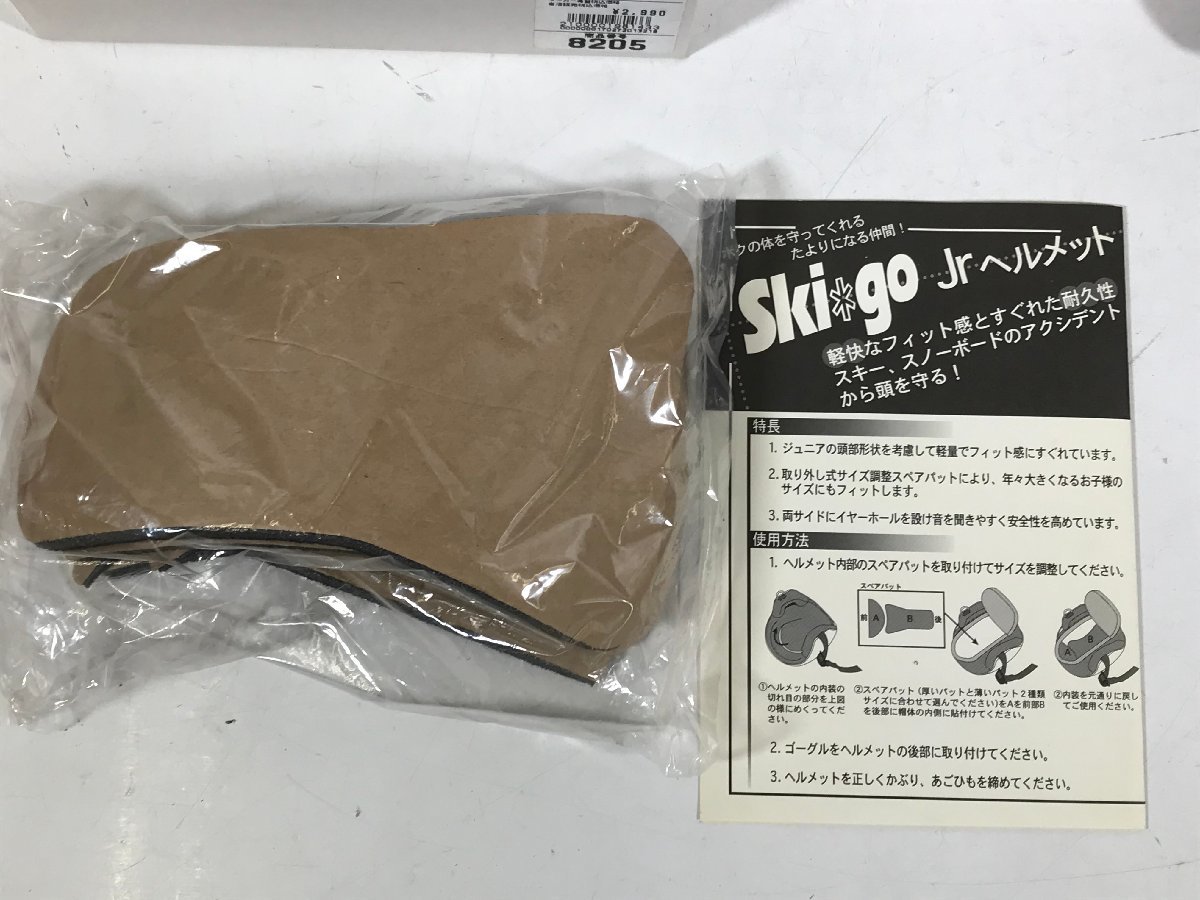 ¥2,990
8205
クの体を守ってくれる
たよりになる仲間！
Ski*go Jrヘルメット
軽快なフィット感とすぐれた耐久性
スキー、スノーボードのアクシデント
から頭を守る！
特長
1. ジュニアの頭部形状を考慮して軽量でフィット感にすぐれています。
2. 取り外し式サイズ調整スペアパットにより、年々大きくなるお子様の
サイズにもフィットします。
3. 両サイドにイヤーホールを設け音を聞きやすく安全性を高めています。
使用方法
1. ヘルメット内部のスペアパットを取り付けてサイズを調整してください。
スペアパット
前 A B 後
A B
①ヘルメットの内装の
切れ目の部分を上図
の様にめくってくだ
さい。
②スペアパット（厚いパットと薄いパット２種類
サイズに合わせて選んでください)をAを前部B
を後部に帽体の内側に貼付けてください。
②内装を元通りに戻し
てご使用ください。
2. ゴーグルをヘルメットの後部に取り付けてください。
3. ヘルメットを正しくかぶり、あごひもを締めてください。